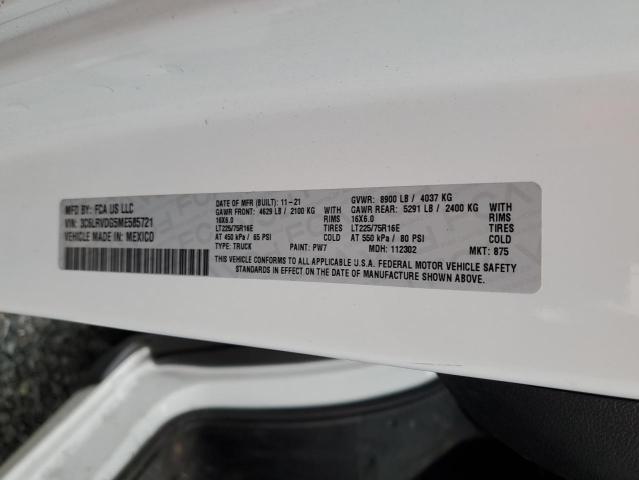 MFD BY: FCA US LLC
VIN: 3C6LRVDG5ME585721
VEHICLE MADE IN: MEXICO
DATE OF MFR (BUILT): 11-21
GVWR: 8900 LB / 4037 KG
GAWR FRONT: 4629 LB / 2100 KG
GAWR REAR: 5291 LB / 2400 KG
16X6.0 RIMS 16X6.0 RIMS
LT225/75R16E TIRES LT225/75R16E TIRES
AT 450 kPa / 65 PSI COLD AT 550 kPa / 80 PSI COLD
TYPE: TRUCK PAINT: PW7 MDH: 112302 MKT: 875
THIS VEHICLE CONFORMS TO ALL APPLICABLE U.S.A. FEDERAL MOTOR VEHICLE SAFETY
STANDARDS IN EFFECT ON THE DATE OF MANUFACTURE SHOWN ABOVE.